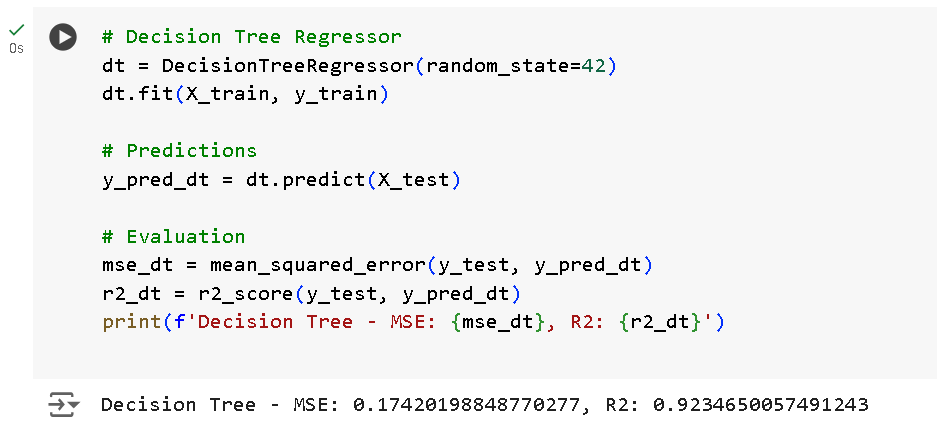 0s
# Decision Tree Regressor
dt = DecisionTreeRegressor(random_state=42)
dt.fit(X_train, y_train)
# Predictions
y_pred_dt = dt.predict(X_test)
# Evaluation
mse_dt = mean_squared_error(y_test, y_pred_dt)
r2_dt = r2_score(y_test, y_pred_dt)
print(f'Decision Tree - MSE: {mse_dt}, R2: {r2_dt}')
Decision Tree - MSE: 0.17420198848770277, R2: 0.9234650057491243